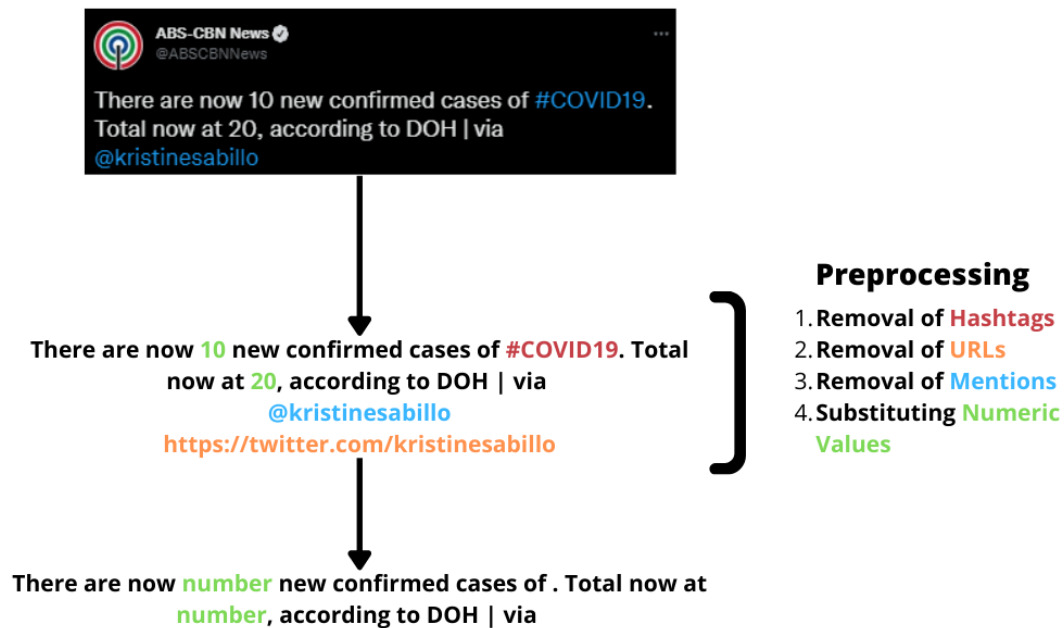 ABS-CBN News
@ABSCBNNews
There are now 10 new confirmed cases of #COVID19.
Total now at 20, according to DOH | via
@kristinesabillo
There are now 10 new confirmed cases of #COVID19. Total
now at 20, according to DOH | via
@kristinesabillo
https://twitter.com/kristinesabillo
Preprocessing
1. Removal of Hashtags
2. Removal of URLs
3. Removal of Mentions
4. Substituting Numeric
Values
There are now number new confirmed cases of . Total now at
number, according to DOH | via